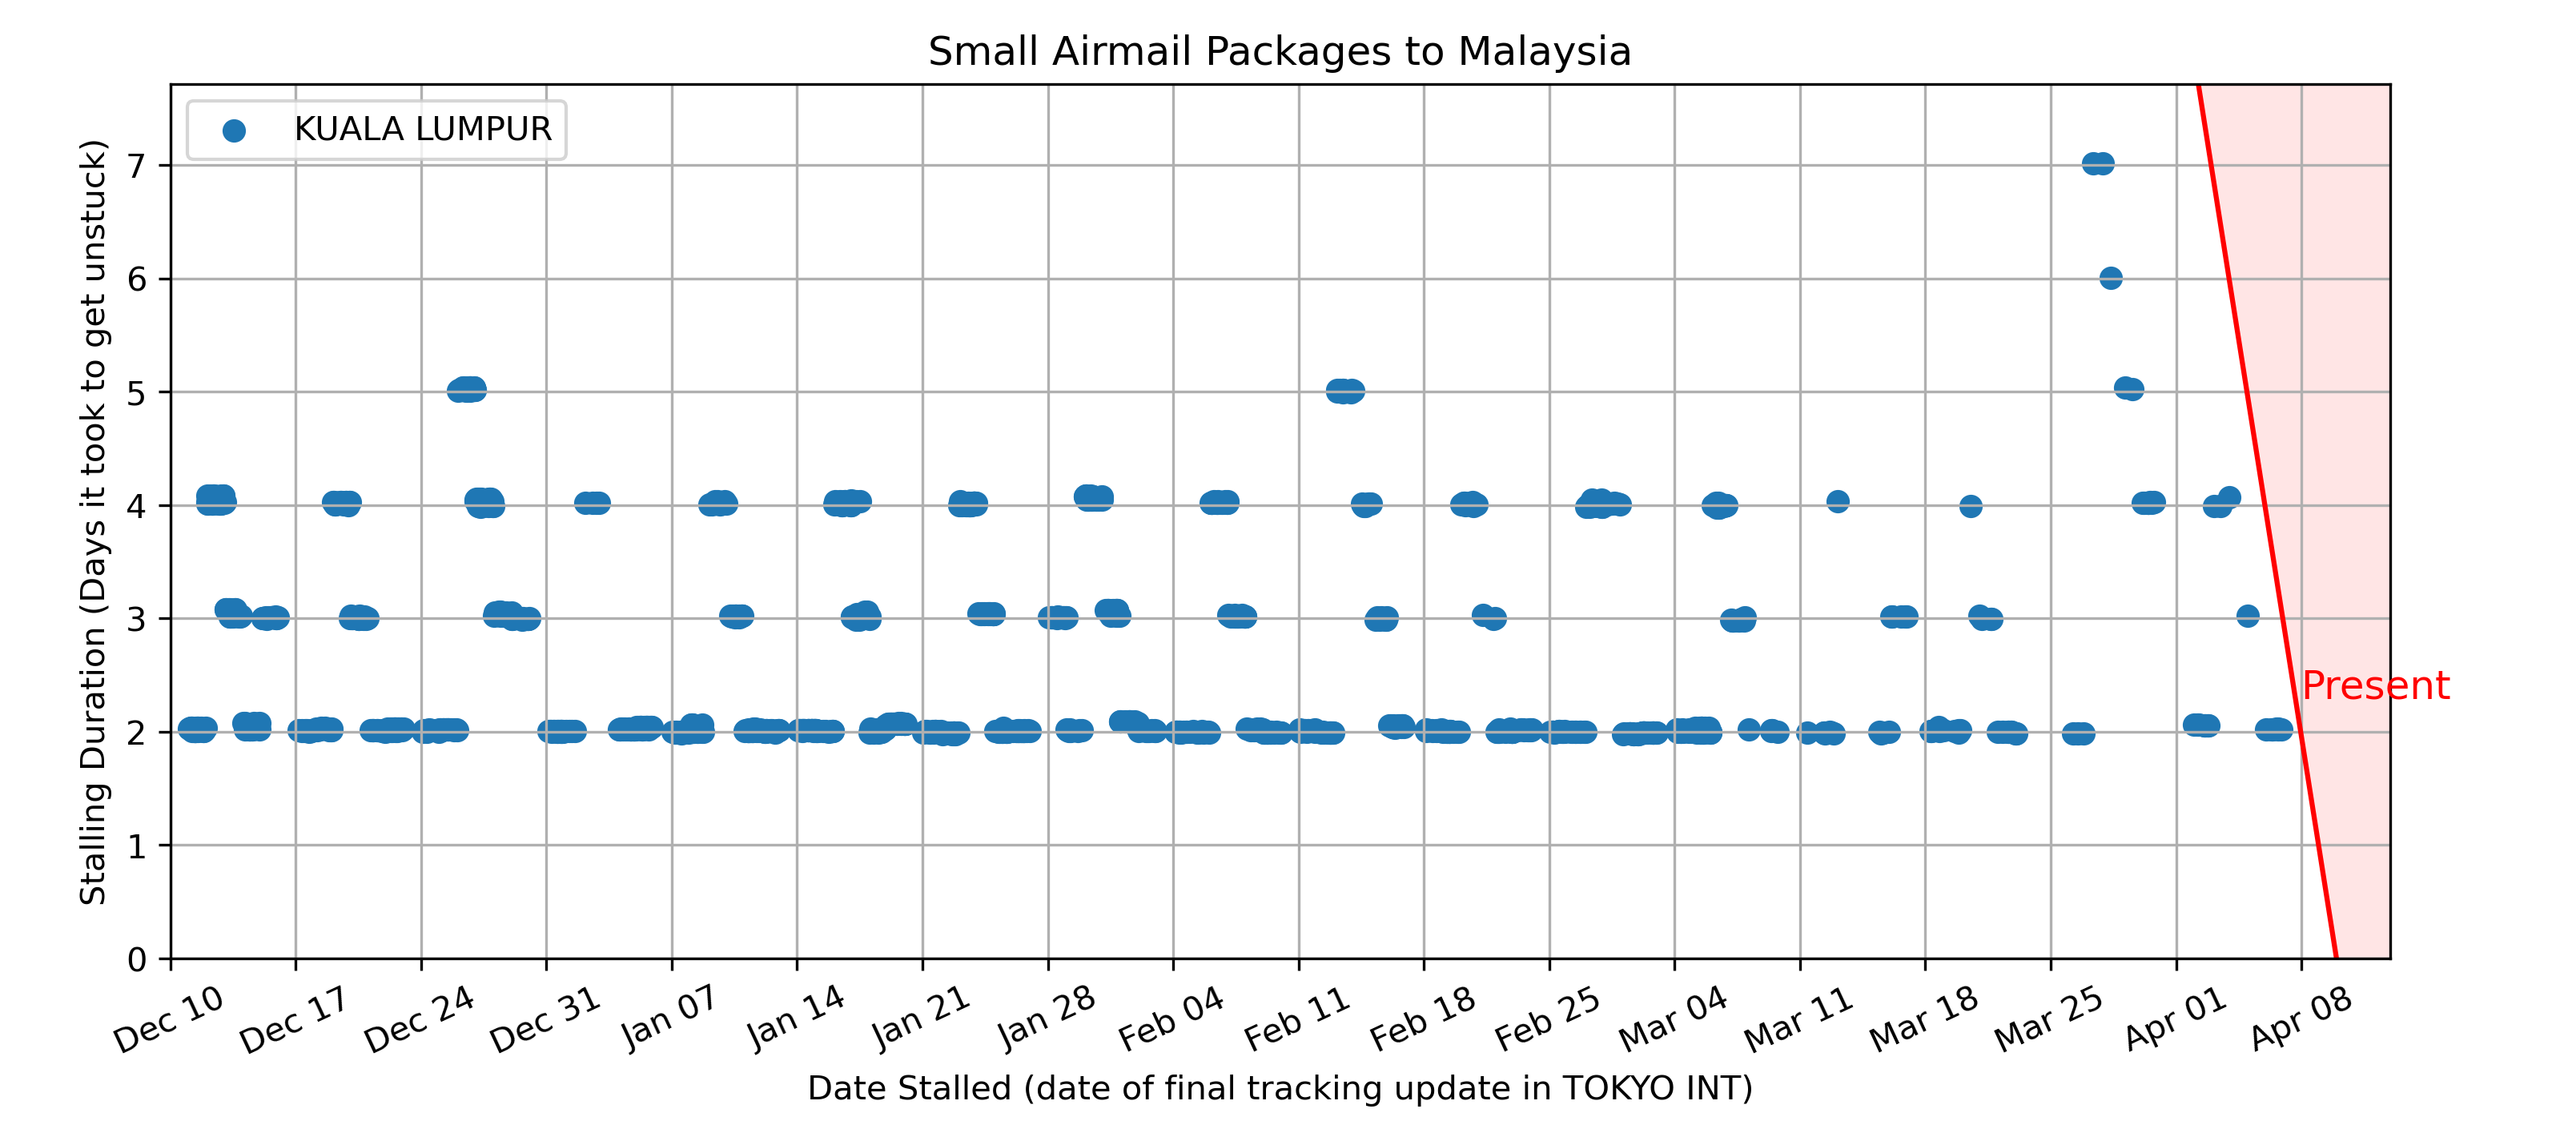 Small Airmail Packages to Malaysia
KUALA LUMPUR
Stalling Duration (Days it took to get unstuck)
7
6
5
4
3
2
1
0
Present
Dec 10
Dec 17
Dec 24
Dec 31
Jan 07
Jan 14
Jan 21
Jan 28
Feb 04
Feb 11
Feb 18
Feb 25
Mar 04
Mar 11
Mar 18
Mar 25
Apr 01
Apr 08
Date Stalled (date of final tracking update in TOKYO INT)